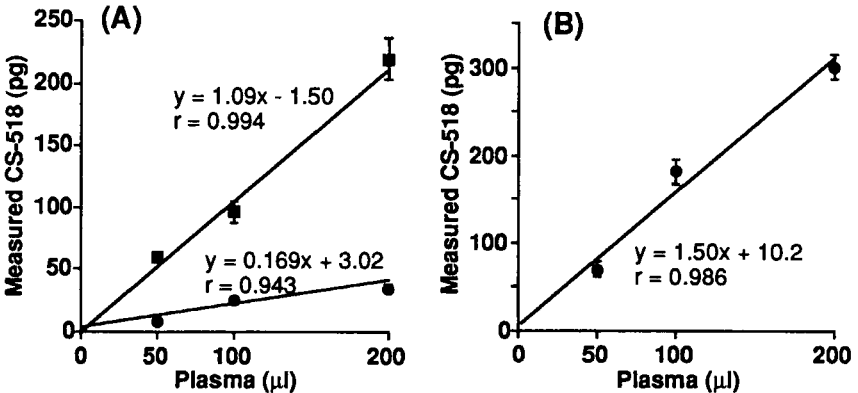 (A)
Measured CS-518 (pg)
250
200
150
100
50
0
y = 1.09x - 1.50
r = 0.994
y = 0.169x + 3.02
r = 0.943
0
50
100
200
Plasma (µl)
(B)
Measured CS-518 (pg)
300
200
100
0
y = 1.50x + 10.2
r = 0.986
0
50
100
200
Plasma (µl)